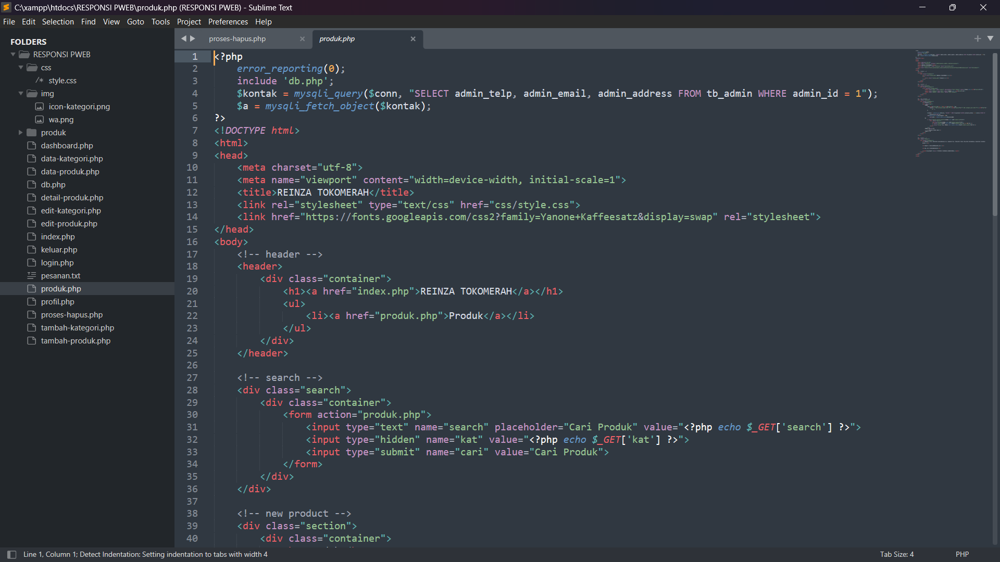 C:\xampp\htdocs\RESPONSI PWEB\produk.php (RESPONSI PWEB) - Sublime Text
File Edit Selection Find View Goto Tools Project Preferences Help
FOLDERS
RESPONSI PWEB
css
/* style.css
img
icon-kategori.png
wa.png
produk
dashboard.php
data-kategori.php
data-produk.php
db.php
detail-produk.php
edit-kategori.php
edit-produk.php
index.php
keluar.php
login.php
pesanan.txt
produk.php
profil.php
proses-hapus.php
tambah-kategori.php
tambah-produk.php
proses-hapus.php × produk.php ×
1 <?php
2     error_reporting(0);
3     include 'db.php';
4     $kontak = mysqli_query($conn, "SELECT admin_telp, admin_email, admin_address FROM tb_admin WHERE admin_id = 1");
5     $a = mysqli_fetch_object($kontak);
6 ?>
7 <!DOCTYPE html>
8 <html>
9 <head>
10     <meta charset="utf-8">
11     <meta name="viewport" content="width=device-width, initial-scale=1">
12     <title>REINZA TOKOMERAH</title>
13     <link rel="stylesheet" type="text/css" href="css/style.css">
14     <link href="https://fonts.googleapis.com/css2?family=Yanone+Kaffeesatz&display=swap" rel="stylesheet">
15 </head>
16 <body>
17     <!-- header -->
18     <header>
19         <div class="container">
20             <h1><a href="index.php">REINZA TOKOMERAH</a></h1>
21             <ul>
22                 <li><a href="produk.php">Produk</a></li>
23             </ul>
24         </div>
25     </header>
26
27     <!-- search -->
28     <div class="search">
29         <div class="container">
30             <form action="produk.php">
31                 <input type="text" name="search" placeholder="Cari Produk" value="<?php echo $_GET['search'] ?>">
32                 <input type="hidden" name="kat" value="<?php echo $_GET['kat'] ?>">
33                 <input type="submit" name="cari" value="Cari Produk">
34             </form>
35         </div>
36     </div>
37
38     <!-- new product -->
39     <div class="section">
40         <div class="container">
Line 1, Column 1; Detect Indentation: Setting indentation to tabs with width 4
Tab Size: 4
PHP